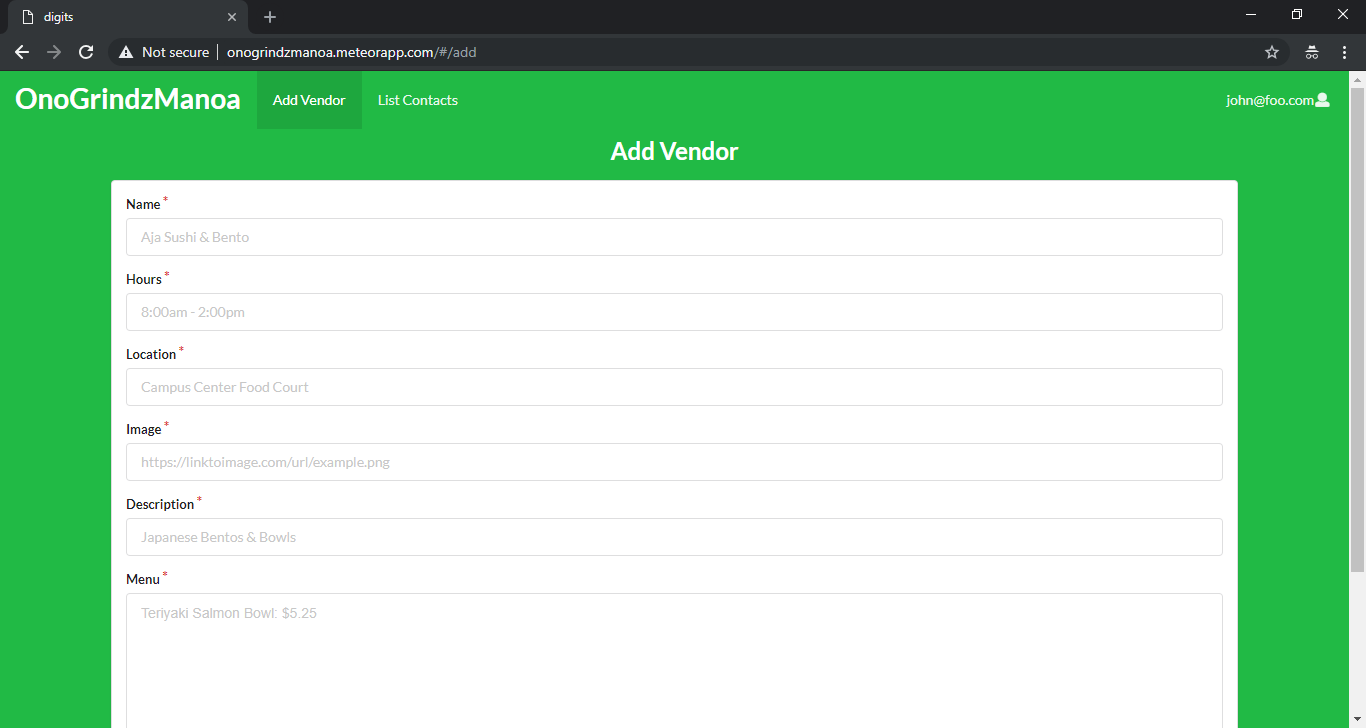 digits
Not secure | onogrindzmanoa.meteorapp.com/#/add
OnoGrindzManoa Add Vendor List Contacts john@foo.com
Add Vendor
Name *
Aja Sushi & Bento
Hours *
8:00am - 2:00pm
Location *
Campus Center Food Court
Image *
https://linktoimage.com/url/example.png
Description *
Japanese Bentos & Bowls
Menu *
Teriyaki Salmon Bowl: $5.25